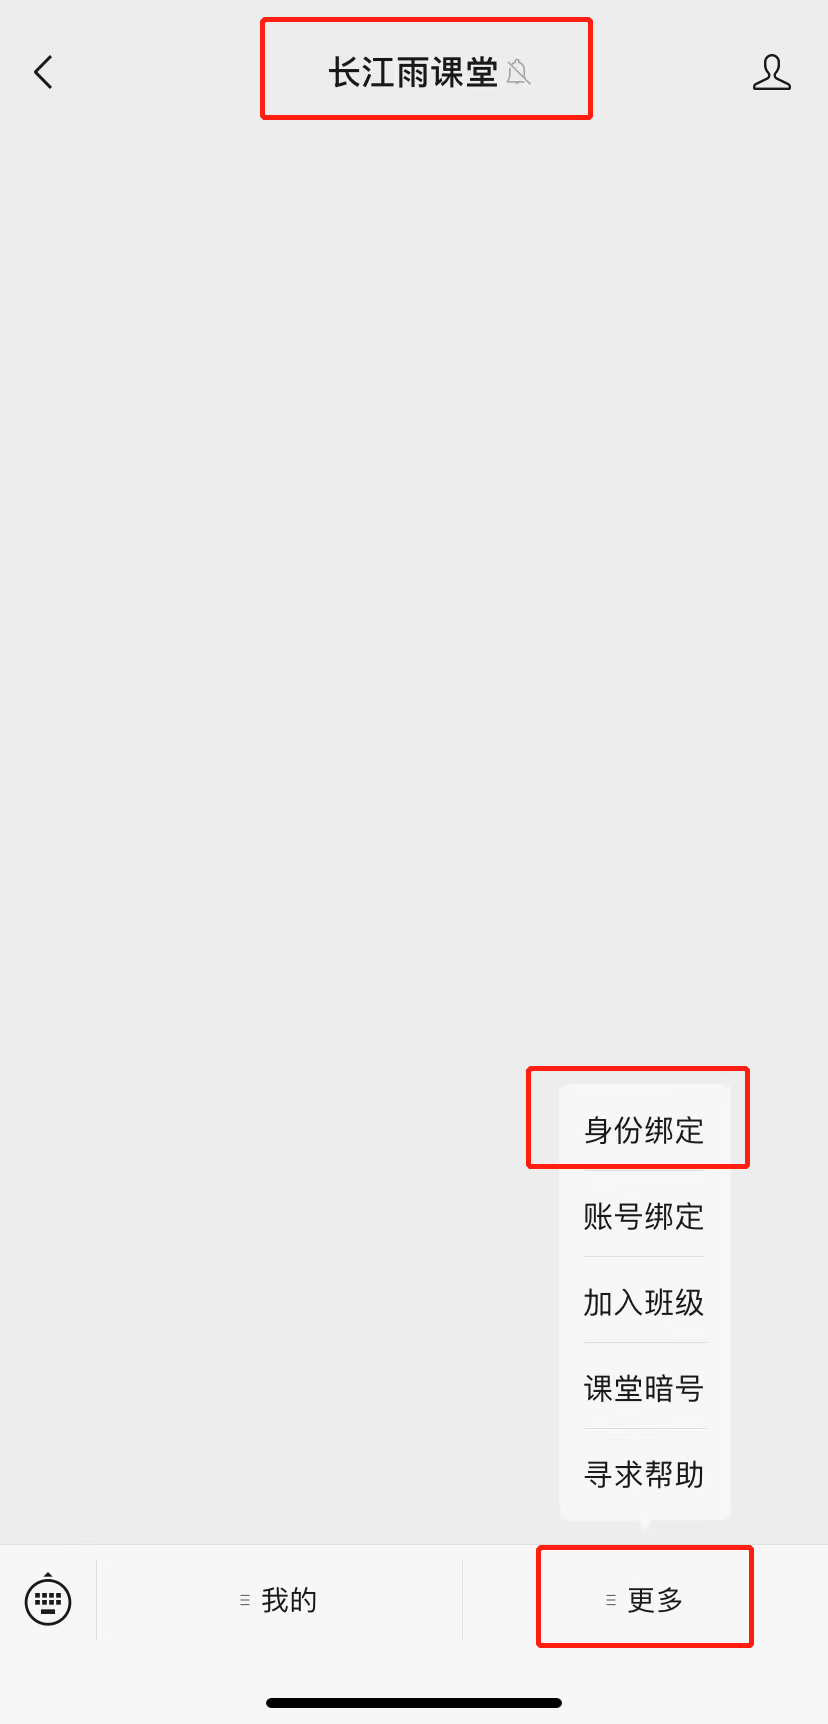 长江雨课堂
身份绑定
账号绑定
加入班级
课堂暗号
寻求帮助
我的
更多